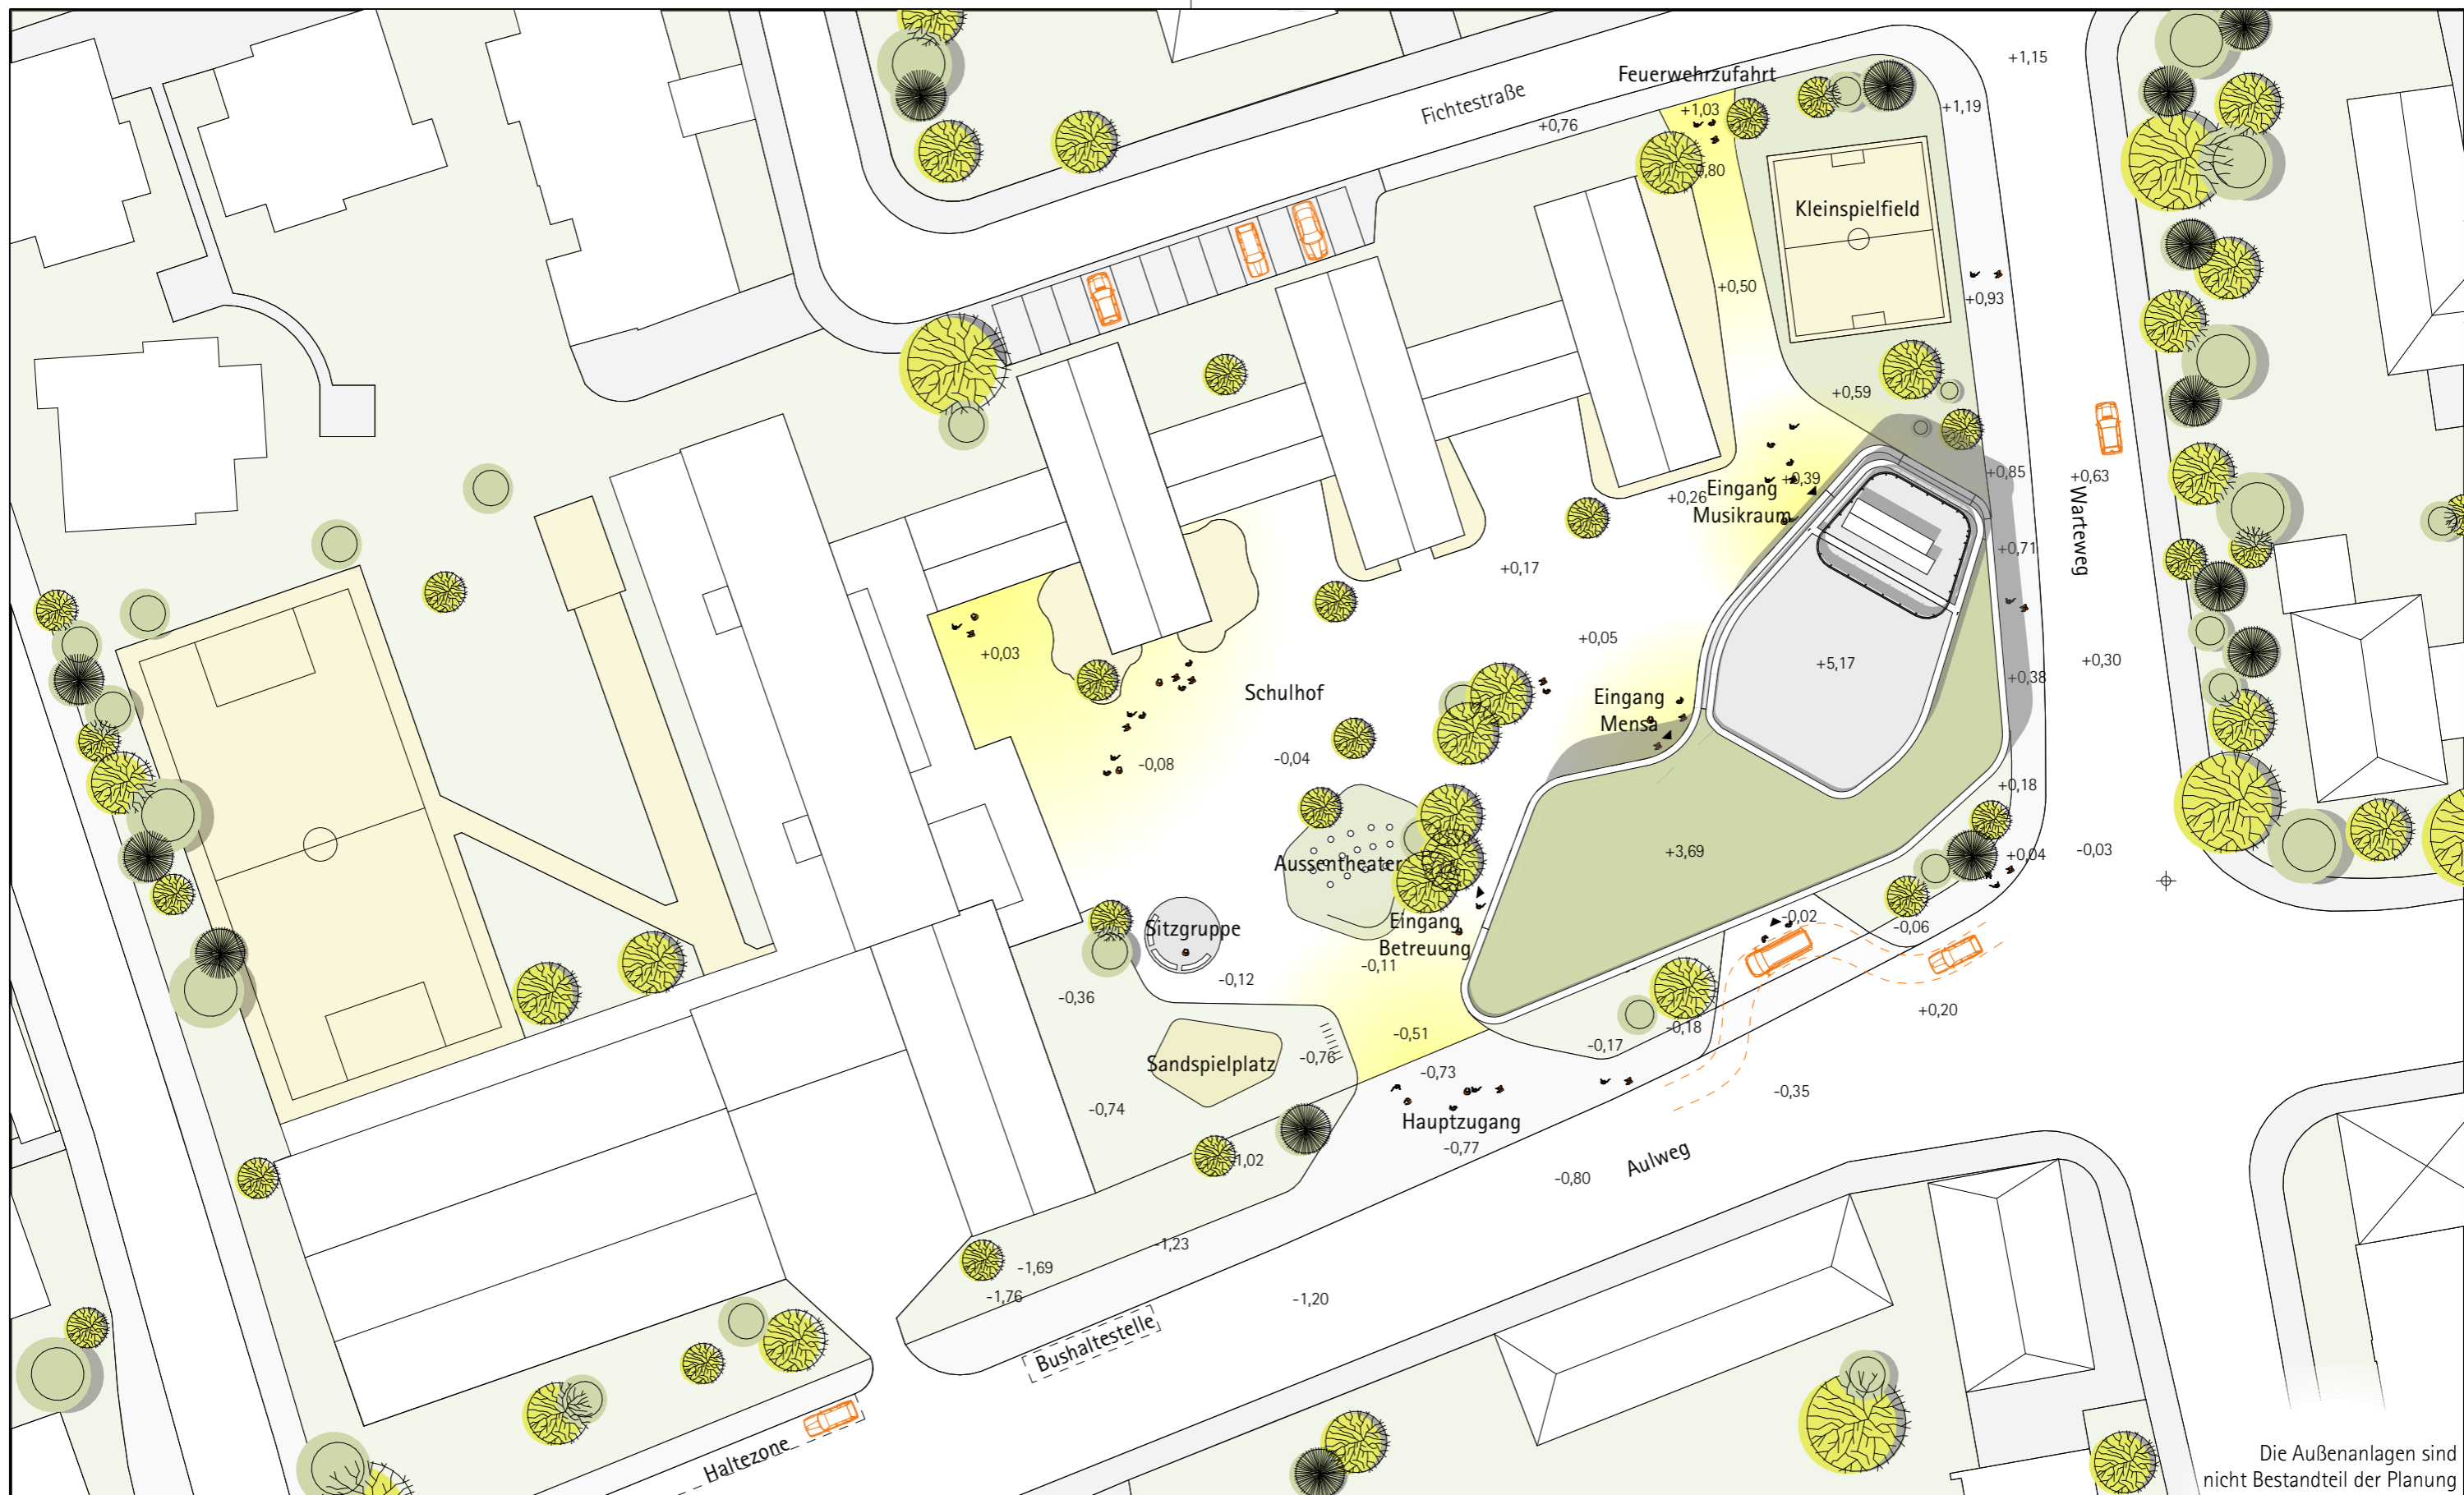 +1,15
Feuerwehrzufahrt
Fichtestraße
+1,03
+1,19
+0,76
Kleinspielfield
+0,50
+0,93
+0,59
+0,39
+0,85
+0,63
Eingang
Musikraum
+0,26
Warteweg
+0,71
+0,17
+0,05
+0,03
+5,17
+0,30
+0,38
Schulhof
Eingang
Mensa
-0,04
-0,08
+0,18
+3,69
-0,03
+0,04
Aussentheater
Sitzgruppe
Eingang
Betreuung
-0,02
-0,06
-0,11
-0,12
-0,36
+0,20
-0,51
-0,18
-0,17
-0,76
Sandspielplatz
-0,73
-0,35
-0,74
Hauptzugang
-0,77
Aulweg
-0,80
-1,23
-1,69
-1,76
-1,20
Bushaltestelle
Haltezone
Die Außenanlagen sind
nicht Bestandteil der Planung